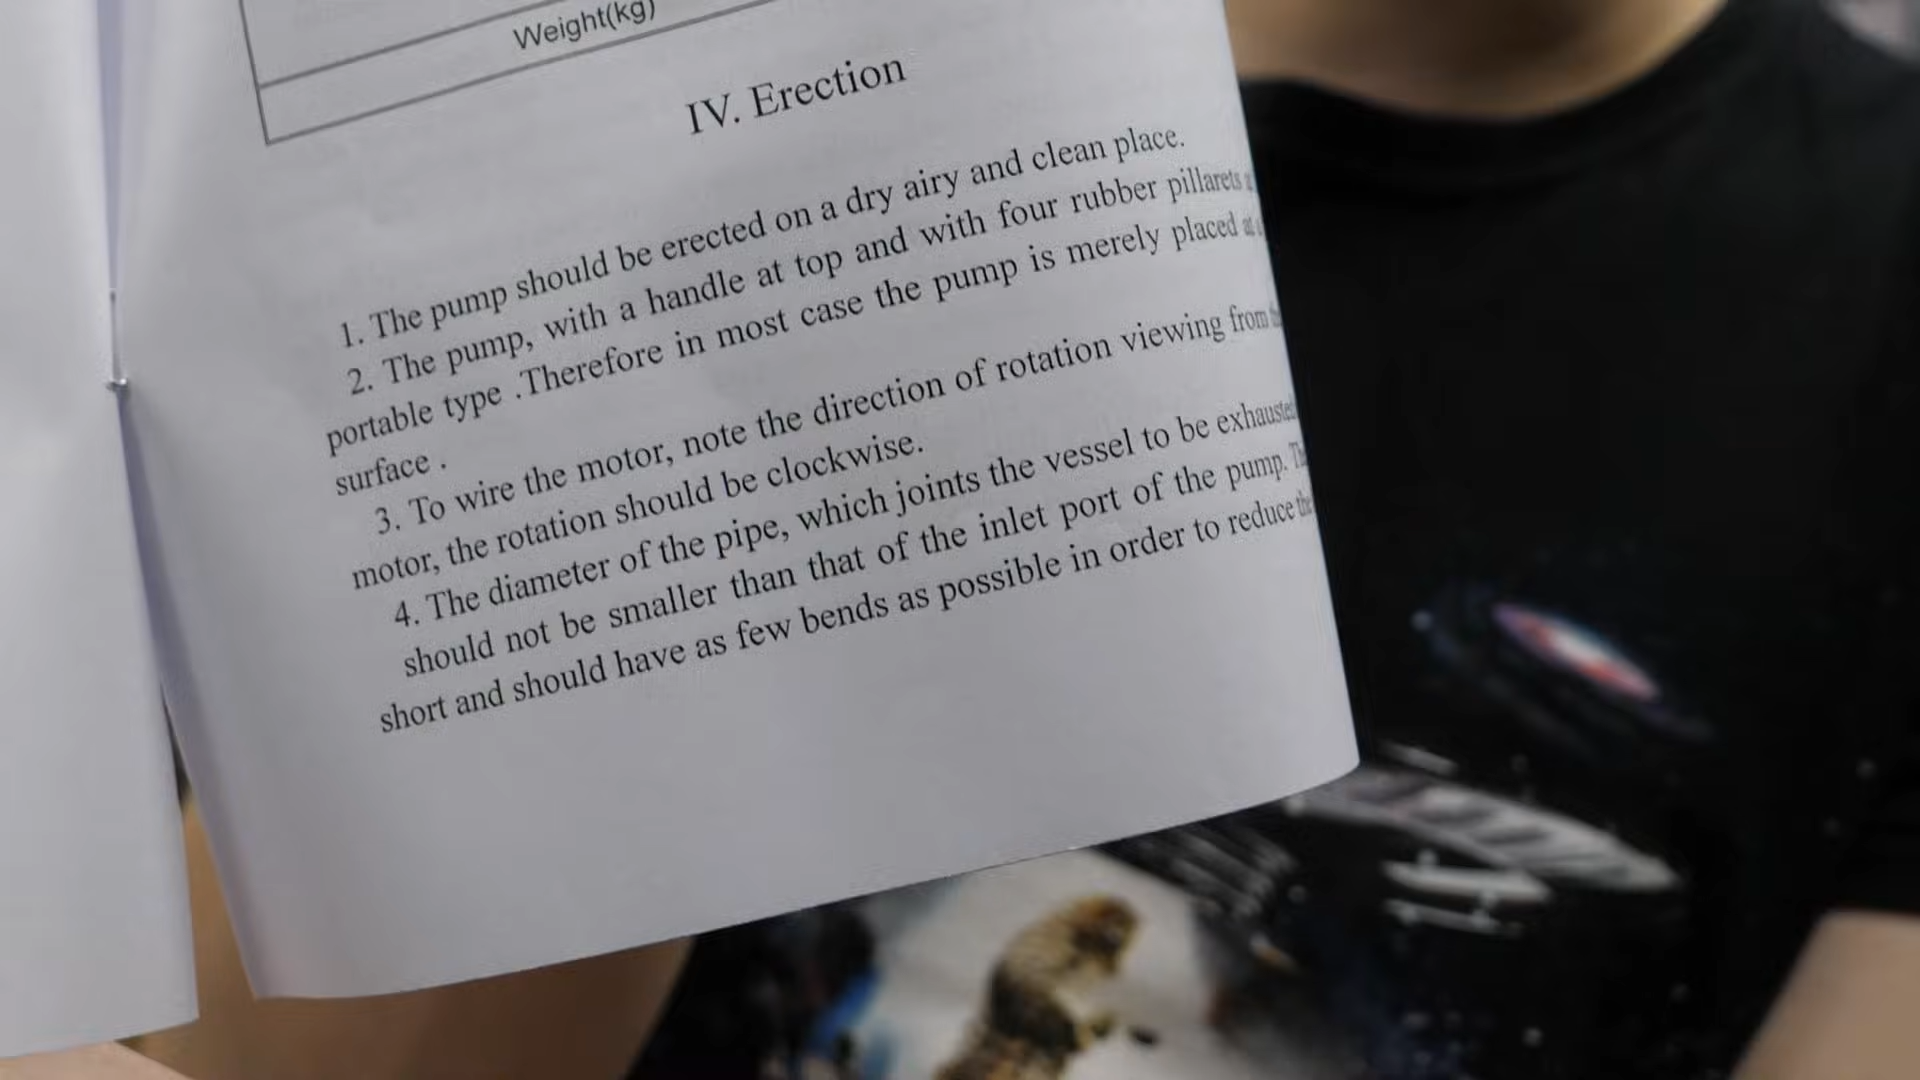 Weight(kg)
IV. Erection
1. The pump should be erected on a dry airy and clean place.
2. The pump, with a handle at top and with four rubber pillarets
portable type .Therefore in most case the pump is merely placed at
surface .
3. To wire the motor, note the direction of rotation viewing from
motor, the rotation should be clockwise.
4. The diameter of the pipe, which joints the vessel to be exhausted
should not be smaller than that of the inlet port of the pump.
short and should have as few bends as possible in order to reduce the